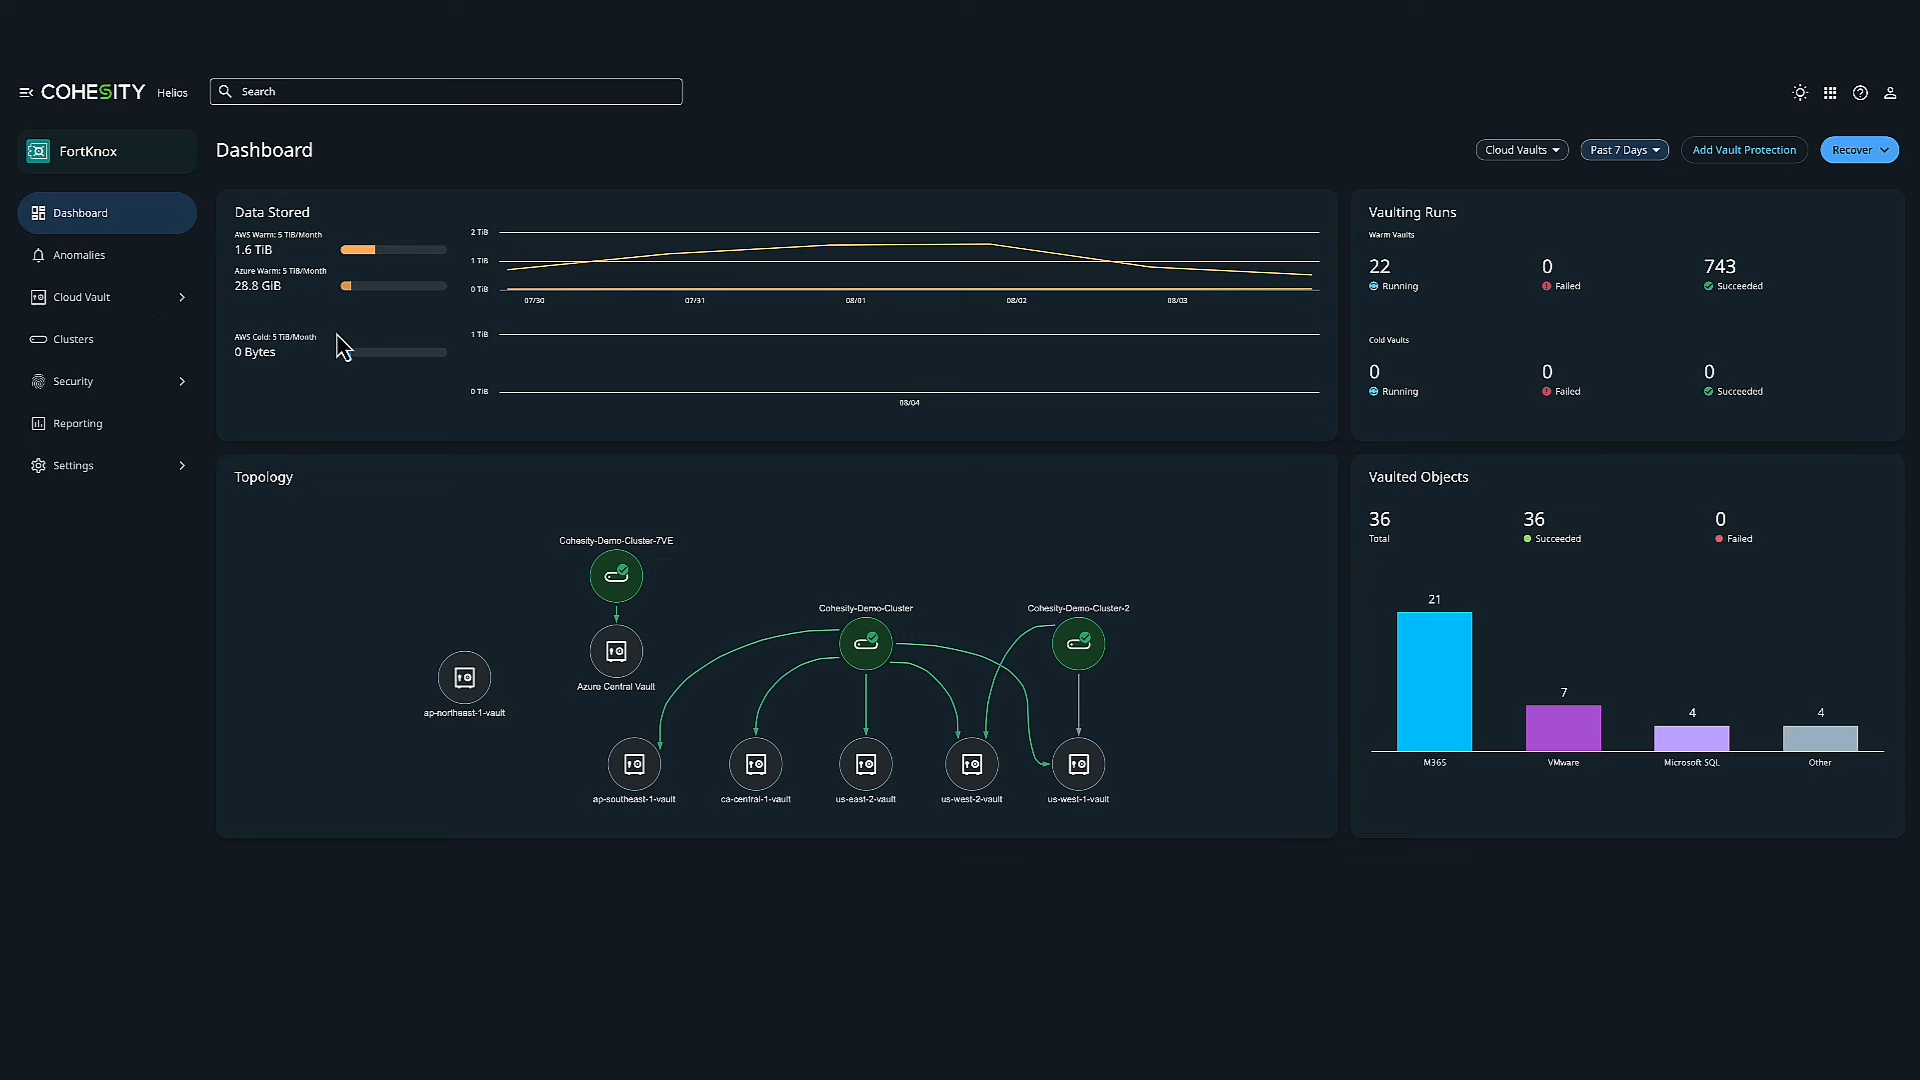 COHESITY Helios
Search
FortKnox
Dashboard
Anomalies
Cloud Vault
Clusters
Security
Reporting
Settings
Dashboard
Cloud Vaults
Past 7 Days
Add Vault Protection
Recover
Data Stored
AWS Warm: 5 TiB/Month
1.6 TiB
Azure Warm: 5 TiB/Month
28.8 GiB
AWS Cold: 5 TiB/Month
0 Bytes
2 TiB
1 TiB
0 TiB
07/30 07/31 08/01 08/02 08/03
1 TiB
0 TiB
08/04
Vaulting Runs
Warm Vaults
22 0 743
Running Failed Succeeded
Cold Vaults
0 0 0
Running Failed Succeeded
Topology
Cohesity-Demo-Cluster-7VE
Cohesity-Demo-Cluster
Cohesity-Demo-Cluster-2
Azure Central Vault
ap-northeast-1-vault
ap-southeast-1-vault
ca-central-1-vault
us-east-2-vault
us-west-2-vault
us-west-1-vault
Vaulted Objects
36 36 0
Total Succeeded Failed
21
7
4
4
M365 VMware Microsoft SQL Other